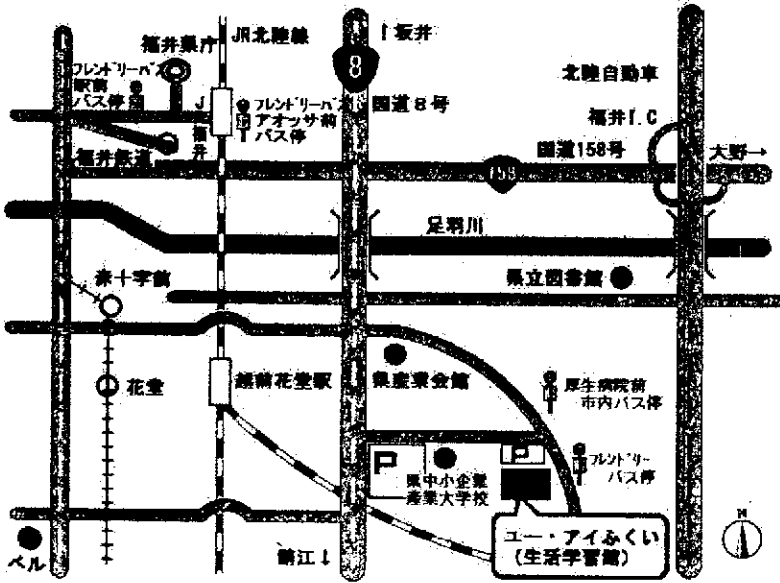 福井県庁
JR北陸線
↑坂井
8
フレンドリーバス
駅前
バス停
J
R
福
井
フレンドリーバス
アオッサ前
バス停
国道8号
北陸自動車
福井I.C
福井鉄道
国道158号
158
大野→
足羽川
県立図書館
赤十字前
花堂
越前花堂駅
県産業会館
厚生病院前
市内バス停
P
県中小企業
産業大学校
P
フレンドリー
バス停
ユー・アイふくい
(生活学習館)
ベル
鯖江↓
N